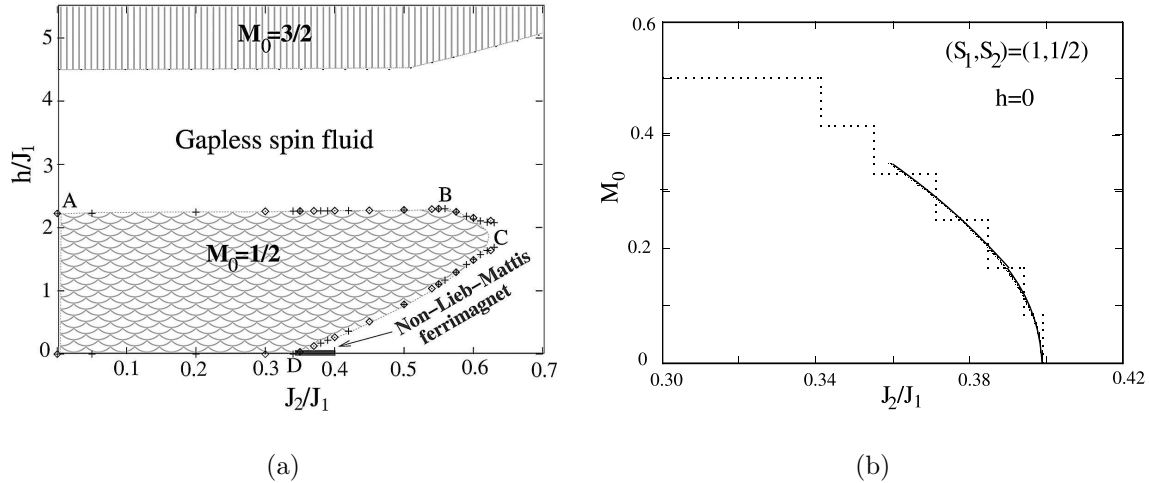 M₀=3/2
Gapless spin fluid
A
B
C
D
M₀=1/2
Non-Lieb-Mattis
ferrimagnet
h/J₁
5
4
3
2
1
0
0.1
0.2
0.3
0.4
0.5
0.6
0.7
J₂/J₁
(a)
(S₁,S₂)=(1,1/2)
h=0
M₀
0.6
0.4
0.2
0
0.30
0.34
0.38
0.42
J₂/J₁
(b)